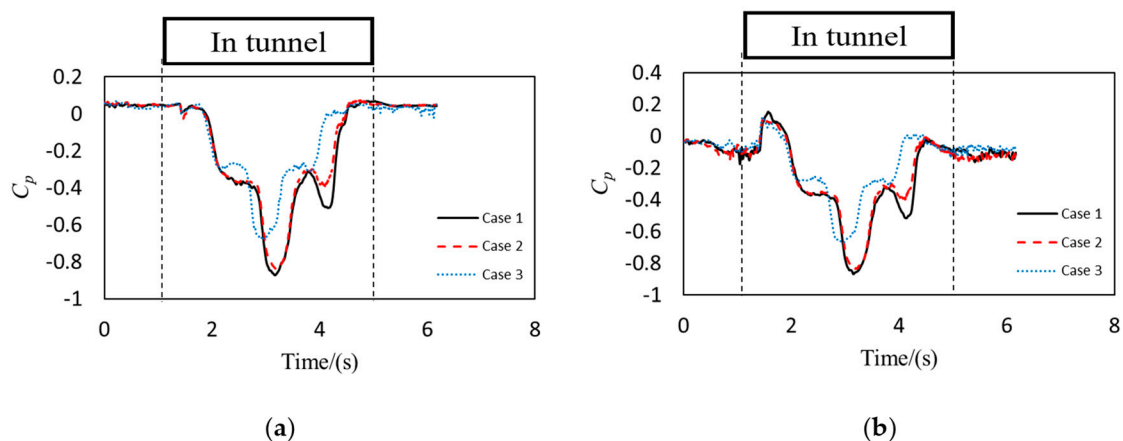 In tunnel
0.2
0
-0.2
-0.4
-0.6
-0.8
-1
Cp
0 2 4 6 8
Time/(s)
Case 1
Case 2
Case 3
(a)
In tunnel
0.4
0.2
0
-0.2
-0.4
-0.6
-0.8
-1
Cp
0 2 4 6 8
Time/(s)
Case 1
Case 2
Case 3
(b)